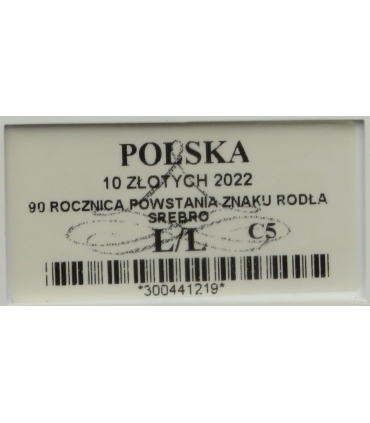 POLSKA
10 ZŁOTYCH 2022
90 ROCZNICA POWSTANIA ZNAKU RODŁA
SREBRO
L/L C5
*300441219*